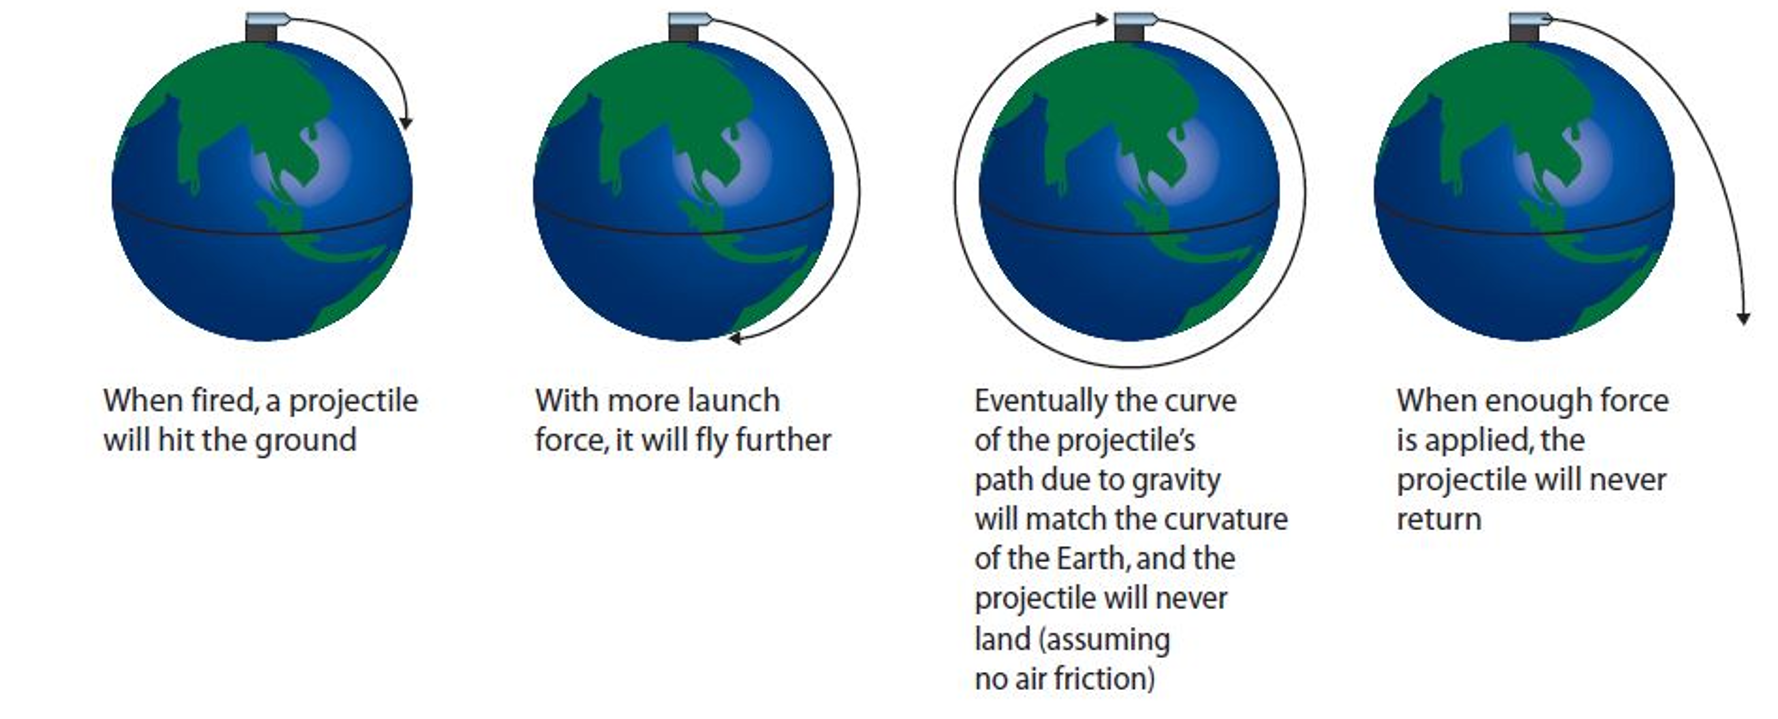 When fired, a projectile
will hit the ground
With more launch
force, it will fly further
Eventually the curve
of the projectile's
path due to gravity
will match the curvature
of the Earth, and the
projectile will never
land (assuming
no air friction)
When enough force
is applied, the
projectile will never
return